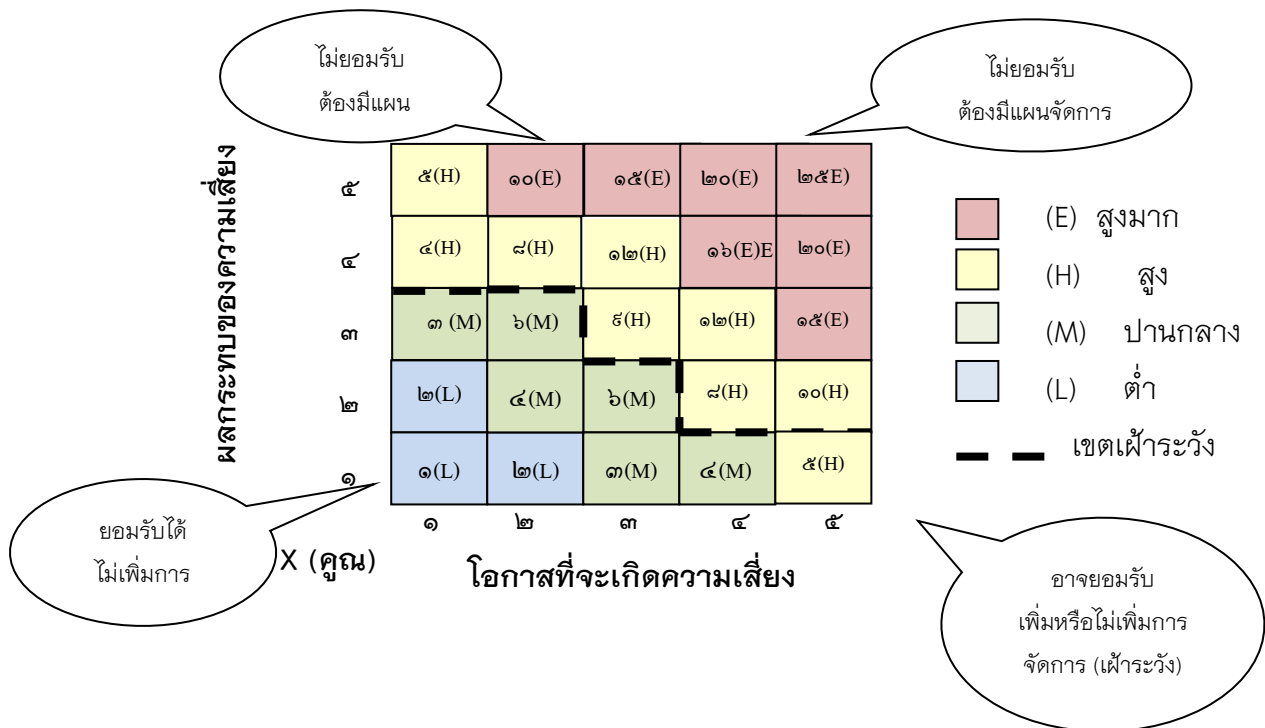 ไม่ยอมรับ
ต้องมีแผน
ไม่ยอมรับ
ต้องมีแผนจัดการ
ผลกระทบของความเสี่ยง
๕ ๕(H) ๑๐(E) ๑๕(E) ๒๐(E) ๒๕E)
๔ ๔(H) ๘(H) ๑๒(H) ๑๖(E)E ๒๐(E)
๓ ๓ (M) ๖(M) ๙(H) ๑๒(H) ๑๕(E)
๒ ๒(L) ๔(M) ๖(M) ๘(H) ๑๐(H)
๑ ๑(L) ๒(L) ๓(M) ๔(M) ๕(H)
๑ ๒ ๓ ๔ ๕
X (คูณ)
โอกาสที่จะเกิดความเสี่ยง
(E) สูงมาก
(H) สูง
(M) ปานกลาง
(L) ต่ำ
เขตเฝ้าระวัง
ยอมรับได้
ไม่เพิ่มการ
อาจยอมรับ
เพิ่มหรือไม่เพิ่มการ
จัดการ (เฝ้าระวัง)